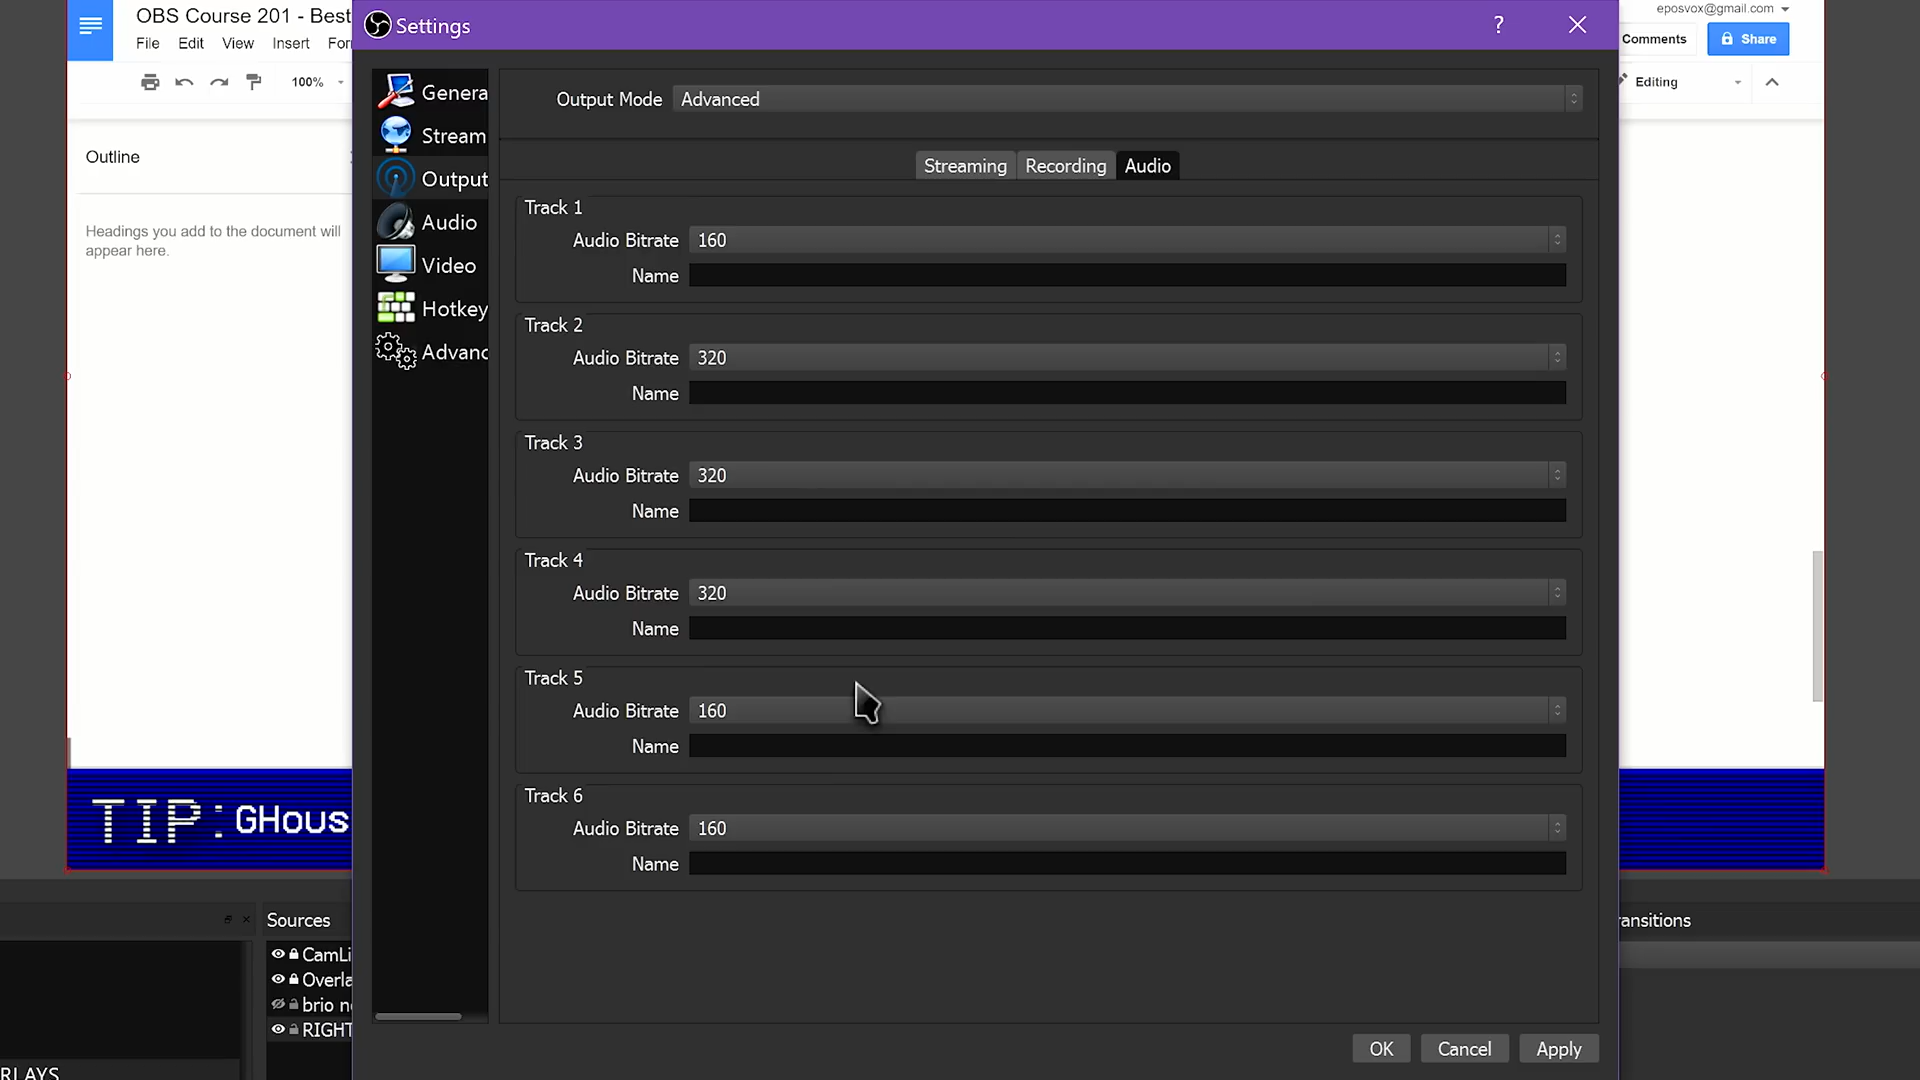 OBS Course 201 - Best
File Edit View Insert For
100%
Outline
Headings you add to the document will
appear here.
TIP: GHous
Settings
?
Genera
Stream
Output
Audio
Video
Hotkey
Advanc
Output Mode Advanced
Streaming Recording Audio
Track 1
Audio Bitrate 160
Name
Track 2
Audio Bitrate 320
Name
Track 3
Audio Bitrate 320
Name
Track 4
Audio Bitrate 320
Name
Track 5
Audio Bitrate 160
Name
Track 6
Audio Bitrate 160
Name
OK Cancel Apply
eposvox@gmail.com
Comments Share
Editing
Sources
CamLi
Overla
brio n
RIGHT
RLAYS
ransitions